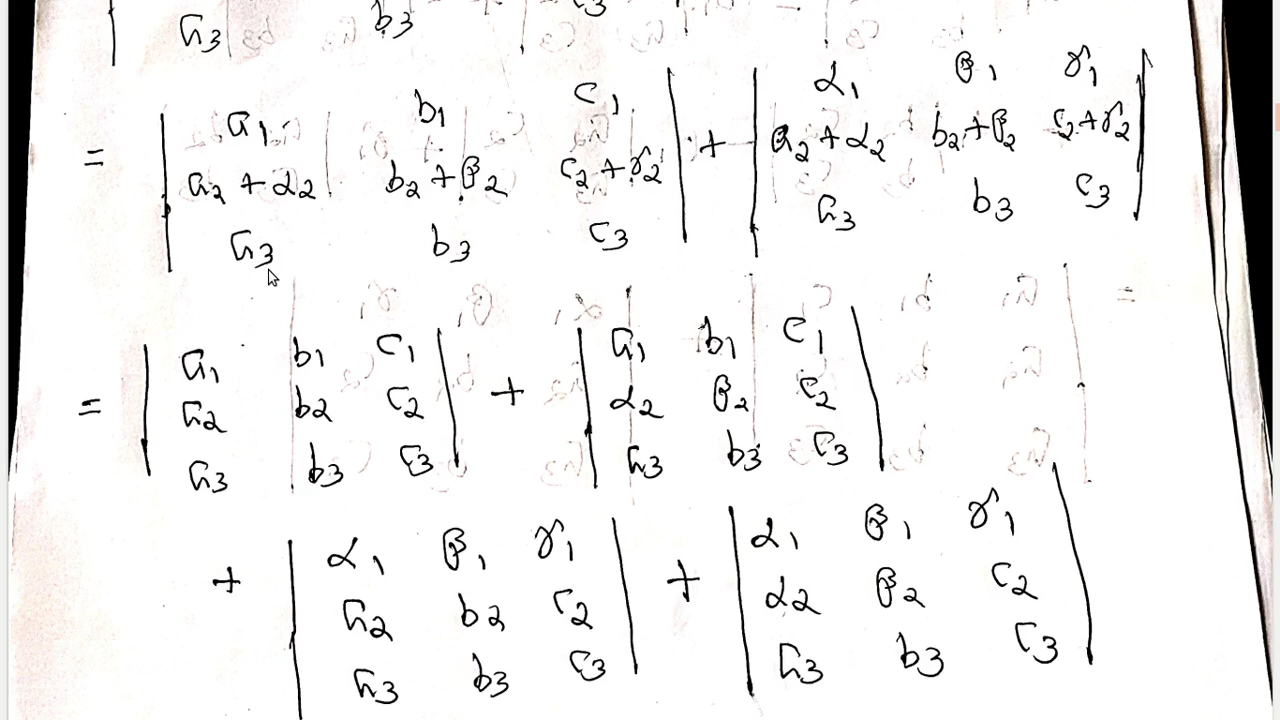 a₃ b₃ c₃
= | a₁ b₁ c₁ | + | α₁ β₁ γ₁ |
| a₂ + α₂ b₂ + β₂ c₂ + γ₂ | | a₂ + α₂ b₂ + β₂ c₂ + γ₂ |
| a₃ b₃ c₃ | | a₃ b₃ c₃ |
= | a₁ b₁ c₁ | + | a₁ b₁ c₁ |
| a₂ b₂ c₂ | | α₂ β₂ c₂ |
| a₃ b₃ c₃ | | a₃ b₃ c₃ |
+ | α₁ β₁ γ₁ | + | α₁ β₁ γ₁ |
| a₂ b₂ c₂ | | α₂ β₂ c₂ |
| a₃ b₃ c₃ | | a₃ b₃ c₃ |